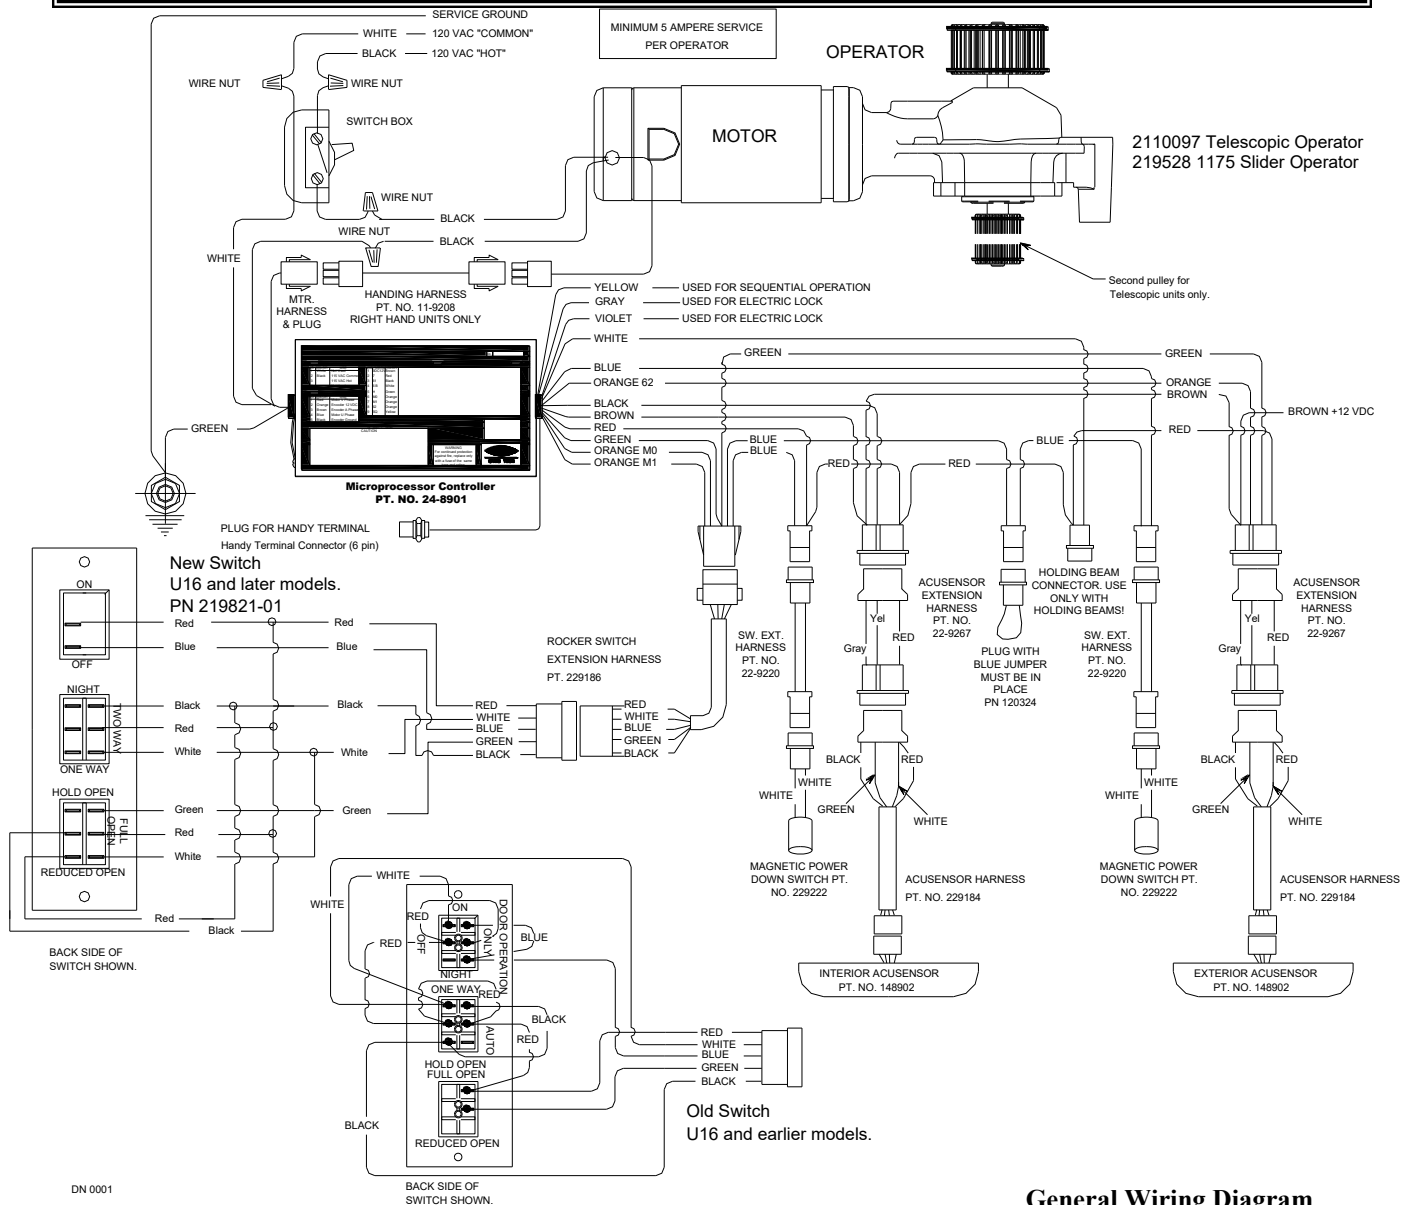 SERVICE GROUND
WHITE
120 VAC "COMMON"
BLACK
120 VAC "HOT"
MINIMUM 5 AMPERE SERVICE
PER OPERATOR
OPERATOR
WIRE NUT
WIRE NUT
SWITCH BOX
MOTOR
2110097 Telescopic Operator
219528 1175 Slider Operator
WIRE NUT
BLACK
WIRE NUT
BLACK
WHITE
MTR.
HARNESS
& PLUG
HANDING HARNESS
PT. NO. 11-9208
RIGHT HAND UNITS ONLY
Second pulley for
Telescopic units only.
YELLOW
USED FOR SEQUENTIAL OPERATION
GRAY
USED FOR ELECTRIC LOCK
VIOLET
USED FOR ELECTRIC LOCK
WHITE
GREEN
GREEN
BLUE
ORANGE 62
ORANGE
BROWN
BLACK
BROWN
RED
GREEN
ORANGE M0
ORANGE M1
BLUE
BLUE
BLUE
RED
BROWN +12 VDC
RED
RED
GREEN
CAUTION
WARNING
Microprocessor Controller
PT. NO. 24-8901
PLUG FOR HANDY TERMINAL
Handy Terminal Connector (6 pin)
New Switch
U16 and later models.
PN 219821-01
ON
OFF
Red
Red
Blue
Blue
NIGHT
TWO WAY
ONE WAY
Black
Black
Red
White
White
HOLD OPEN
FULL
OPEN
REDUCED OPEN
Green
Green
Red
White
Red
Black
BACK SIDE OF
SWITCH SHOWN.
ROCKER SWITCH
EXTENSION HARNESS
PT. 229186
RED
WHITE
BLUE
GREEN
BLACK
RED
WHITE
BLUE
GREEN
BLACK
SW. EXT.
HARNESS
PT. NO.
22-9220
Yel
Gray
RED
ACUSENSOR
EXTENSION
HARNESS
PT. NO.
22-9267
HOLDING BEAM
CONNECTOR. USE
ONLY WITH
HOLDING BEAMS!
PLUG WITH
BLUE JUMPER
MUST BE IN
PLACE
PN 120324
SW. EXT.
HARNESS
PT. NO.
22-9220
Yel
Gray
RED
ACUSENSOR
EXTENSION
HARNESS
PT. NO.
22-9267
BLACK
RED
WHITE
WHITE
GREEN
WHITE
BLACK
RED
WHITE
WHITE
GREEN
WHITE
MAGNETIC POWER
DOWN SWITCH PT.
NO. 229222
ACUSENSOR HARNESS
PT. NO. 229184
MAGNETIC POWER
DOWN SWITCH PT.
NO. 229222
ACUSENSOR HARNESS
PT. NO. 229184
INTERIOR ACUSENSOR
PT. NO. 148902
EXTERIOR ACUSENSOR
PT. NO. 148902
WHITE
WHITE
ON
RED
RED
OFF
ONLY
DOOR OPERATION
BLUE
NIGHT
ONE WAY
RED
BLACK
AUTO
RED
HOLD OPEN
FULL OPEN
BLACK
REDUCED OPEN
BACK SIDE OF
SWITCH SHOWN.
RED
WHITE
BLUE
GREEN
BLACK
Old Switch
U16 and earlier models.
DN 0001
General Wiring Diagram